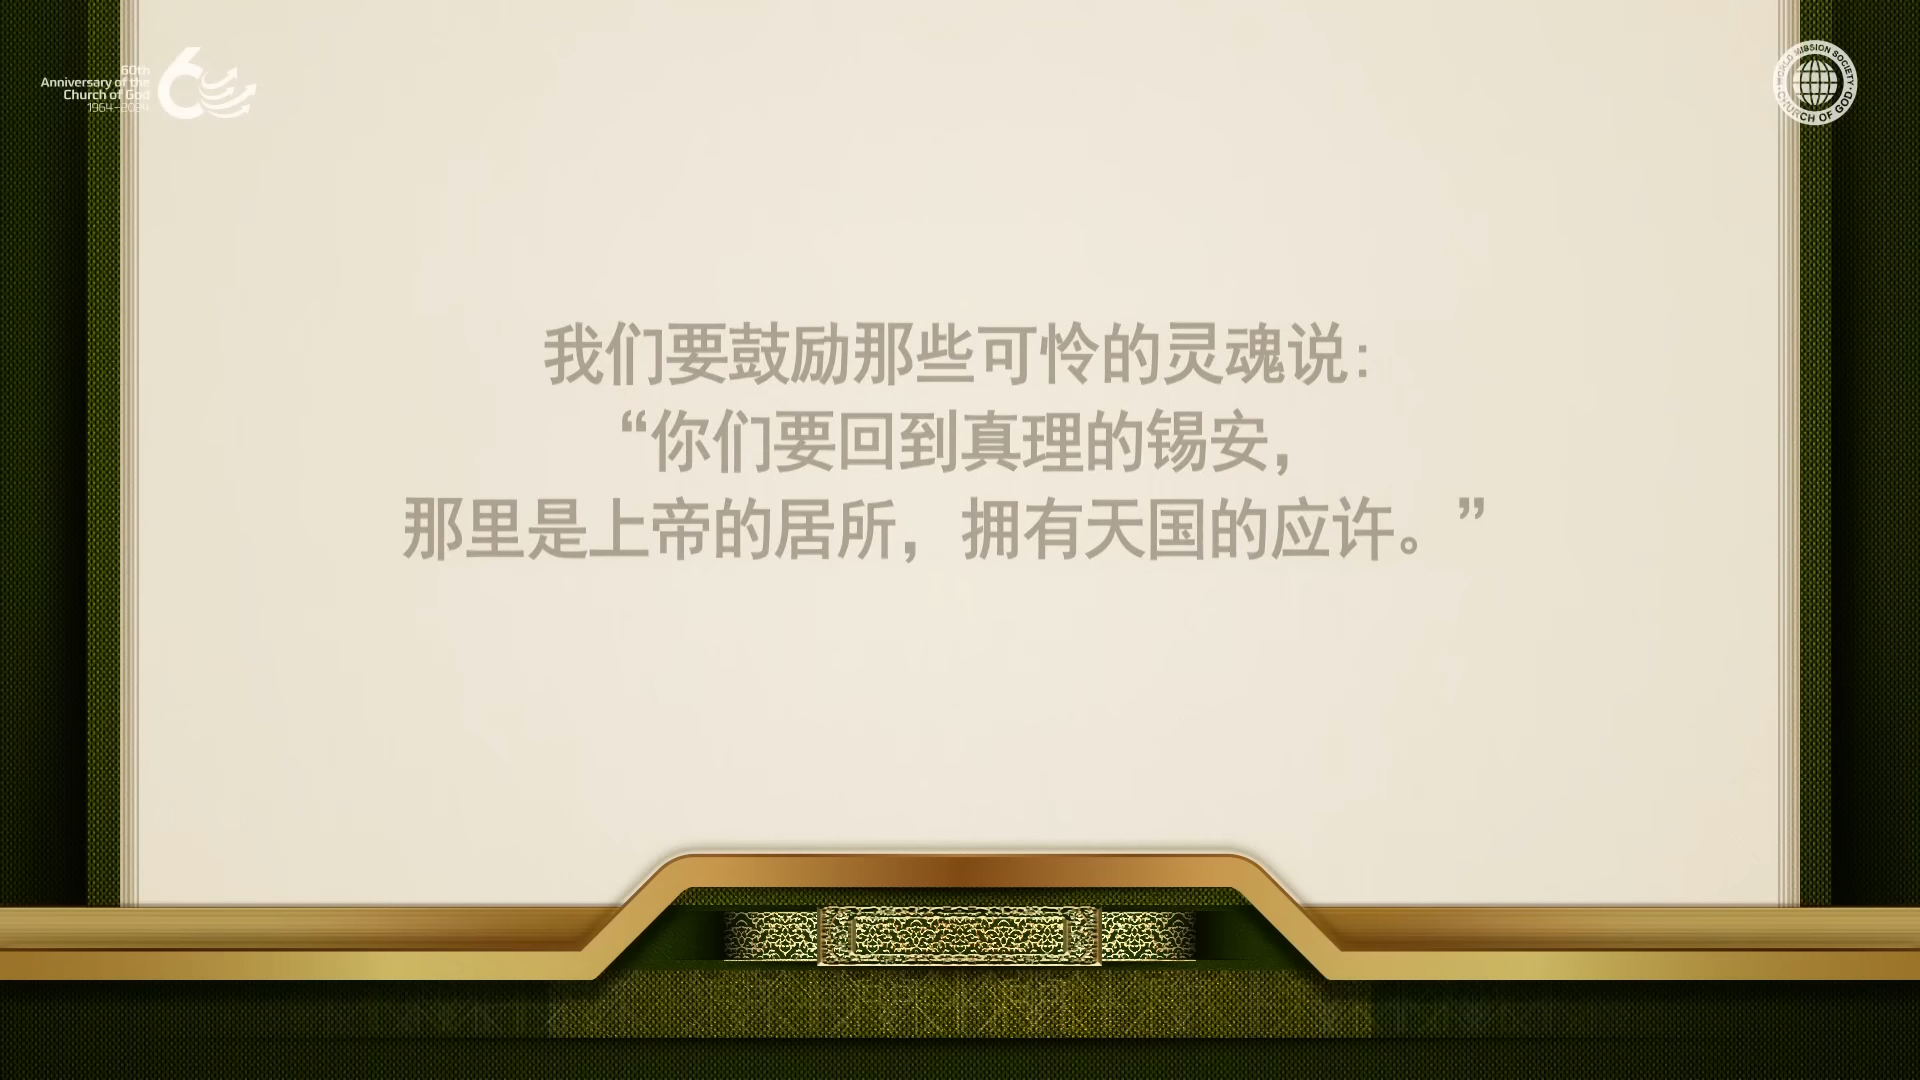 60th
Anniversary of the
Church of God
1964–2024
WORLD MISSION SOCIETY
CHURCH OF GOD
我们要鼓励那些可怜的灵魂说：
“你们要回到真理的锡安，
那里是上帝的居所，拥有天国的应许。”